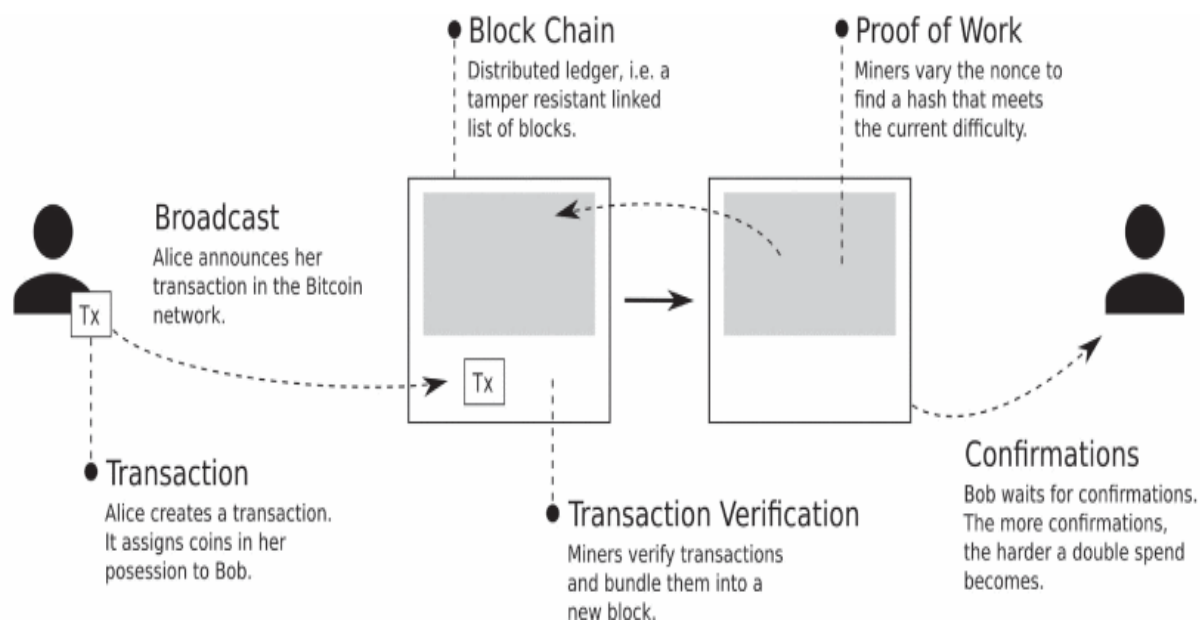 Block Chain
Distributed ledger, i.e. a
tamper resistant linked
list of blocks.
Proof of Work
Miners vary the nonce to
find a hash that meets
the current difficulty.
Broadcast
Alice announces her
transaction in the Bitcoin
network.
Tx
Tx
Transaction
Alice creates a transaction.
It assigns coins in her
posession to Bob.
Transaction Verification
Miners verify transactions
and bundle them into a
new block.
Confirmations
Bob waits for confirmations.
The more confirmations,
the harder a double spend
becomes.